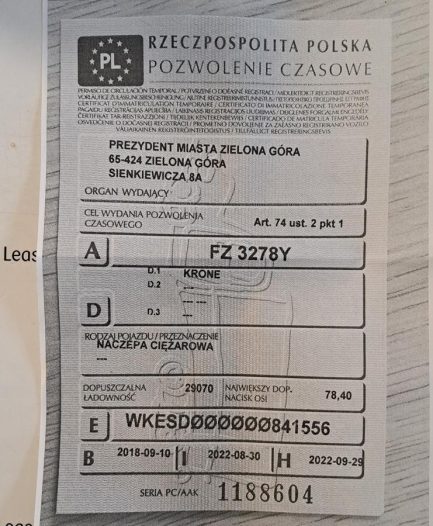 Leas
PL
RZECZPOSPOLITA POLSKA
POZWOLENIE CZASOWE
PREZYDENT MIASTA ZIELONA GÓRA
65-424 ZIELONA GÓRA
SIENKIEWICZA 8A
ORGAN WYDAJĄCY
CEL WYDANIA POZWOLENIA
CZASOWEGO
Art. 74 ust. 2 pkt 1
A FZ 3278Y
D.1 KRONE
D.2 ---
--- ---
D D.3 ---
RODZAJ POJAZDU / PRZEZNACZENIE
NACZEPA CIĘŻAROWA
---
DOPUSZCZALNA ŁADOWNOŚĆ 29070 NAJWIĘKSZY DOP. NACISK OSI 78,40
E WKESDØØØØØØ841556
B 2018-09-10 I 2022-08-30 H 2022-09-29
SERIA PC/AAK 1188604